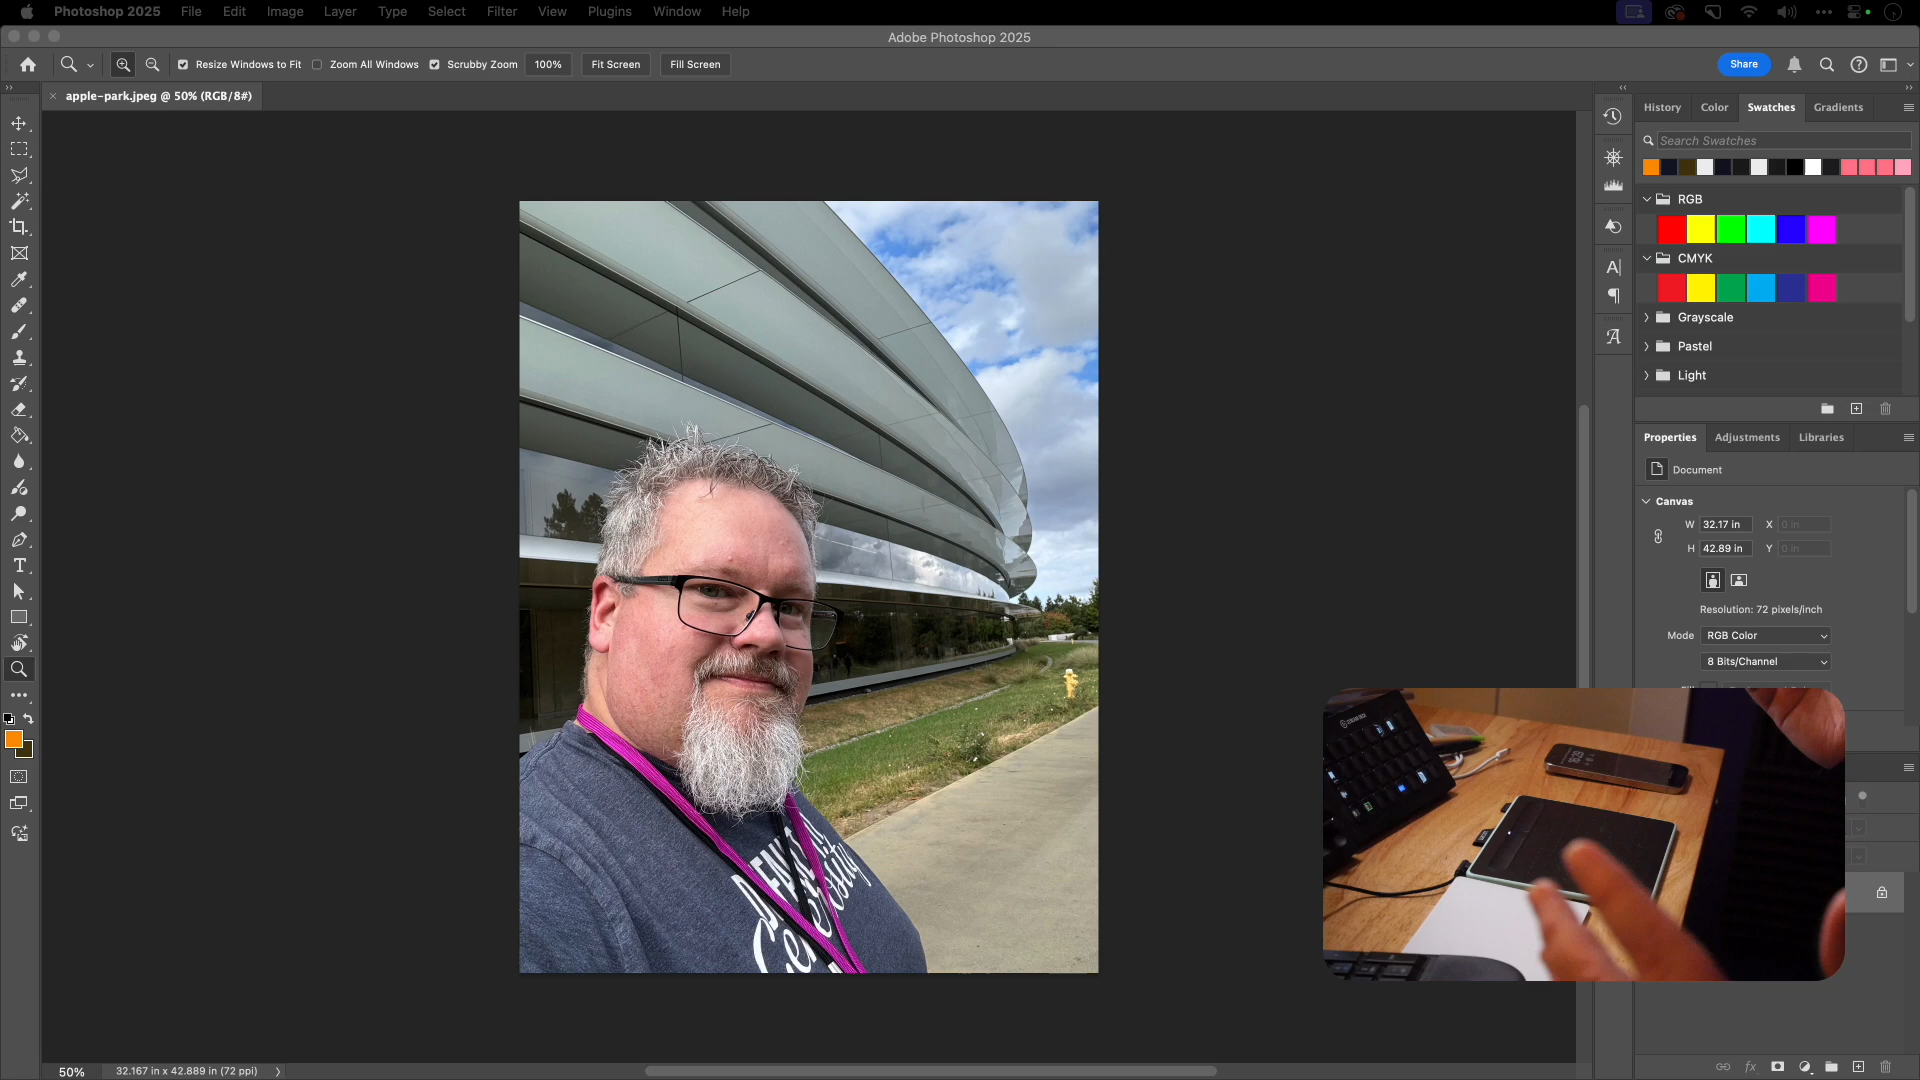 Photoshop 2025 File Edit Image Layer Type Select Filter View Plugins Window Help
Adobe Photoshop 2025
Resize Windows to Fit Zoom All Windows Scrubby Zoom 100% Fit Screen Fill Screen Share
apple-park.jpeg @ 50% (RGB/8#)
History Color Swatches Gradients
Search Swatches
RGB
CMYK
Grayscale
Pastel
Light
Properties Adjustments Libraries
Document
Canvas
W 32.17 in X 0 in
H 42.89 in Y 0 in
Resolution: 72 pixels/inch
Mode RGB Color
8 Bits/Channel
50% 32.167 in x 42.889 in (72 ppi)